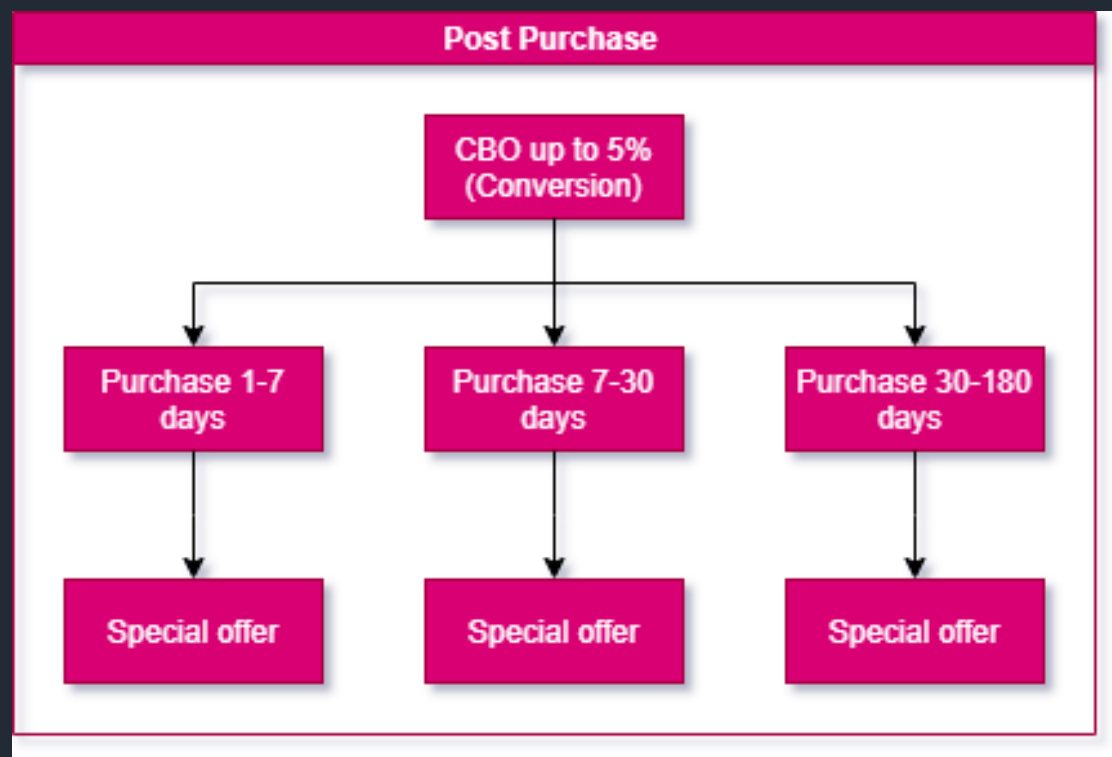 Post Purchase
CBO up to 5%
(Conversion)
Purchase 1-7
days
Purchase 7-30
days
Purchase 30-180
days
Special offer
Special offer
Special offer